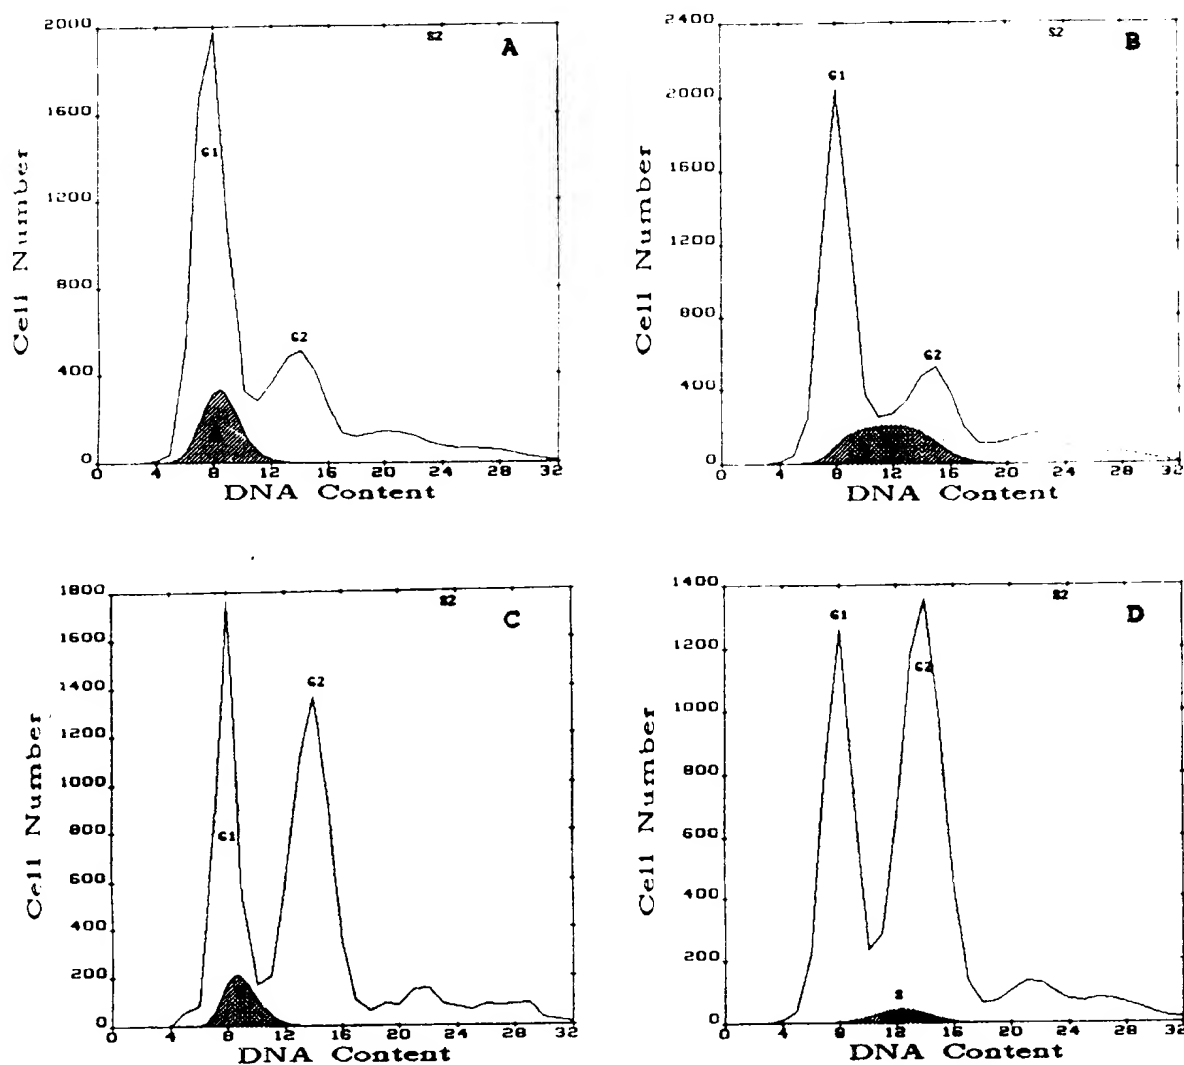 2000
1600
1200
800
400
0
Cell Number
S2
A
G1
G2
0 4 8 12 16 20 24 28 32
DNA Content
2400
2000
1600
1200
800
400
0
Cell Number
S2
B
G1
G2
0 4 8 12 16 20 24 28 32
DNA Content
1800
1600
1400
1200
1000
800
600
400
200
0
Cell Number
S2
C
G2
G1
0 4 8 12 16 20 24 28 32
DNA Content
1400
1200
1000
800
600
400
200
0
Cell Number
S2
D
G1
G2
S
0 4 8 12 16 20 24 28 32
DNA Content